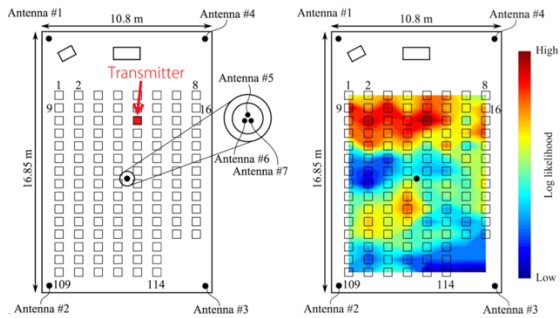 Antenna #1
10.8 m
Antenna #4
Transmitter
Antenna #5
1 2
8
9
16
Antenna #6
Antenna #7
16.85 m
109
114
Antenna #2
Antenna #3
Antenna #1
10.8 m
Antenna #4
High
1 2
8
9
16
16.85 m
Log likelihood
Low
109
114
Antenna #2
Antenna #3